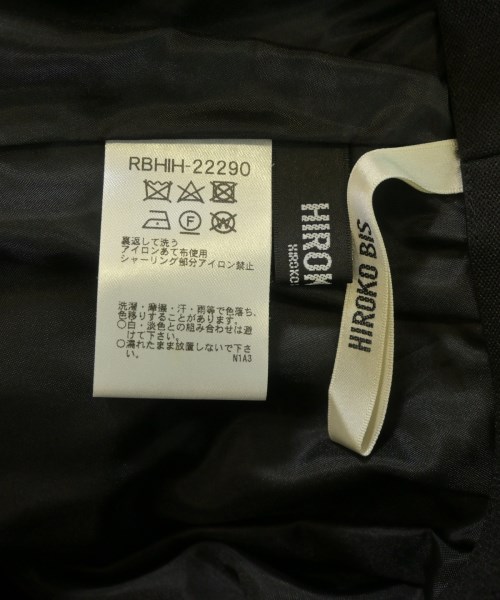 RBHIH-22290
F
W
裏返して洗う
アイロンあて布使用
シャーリング部分アイロン禁止
洗濯・摩擦・汗・雨等で色落ち、
色移りすることがあります。
○白・淡色との組み合わせは避
けて下さい。
○濡れたまま放置しないで下さ
い。
N1A3
HIROK
HIROKO
HIROKO BIS